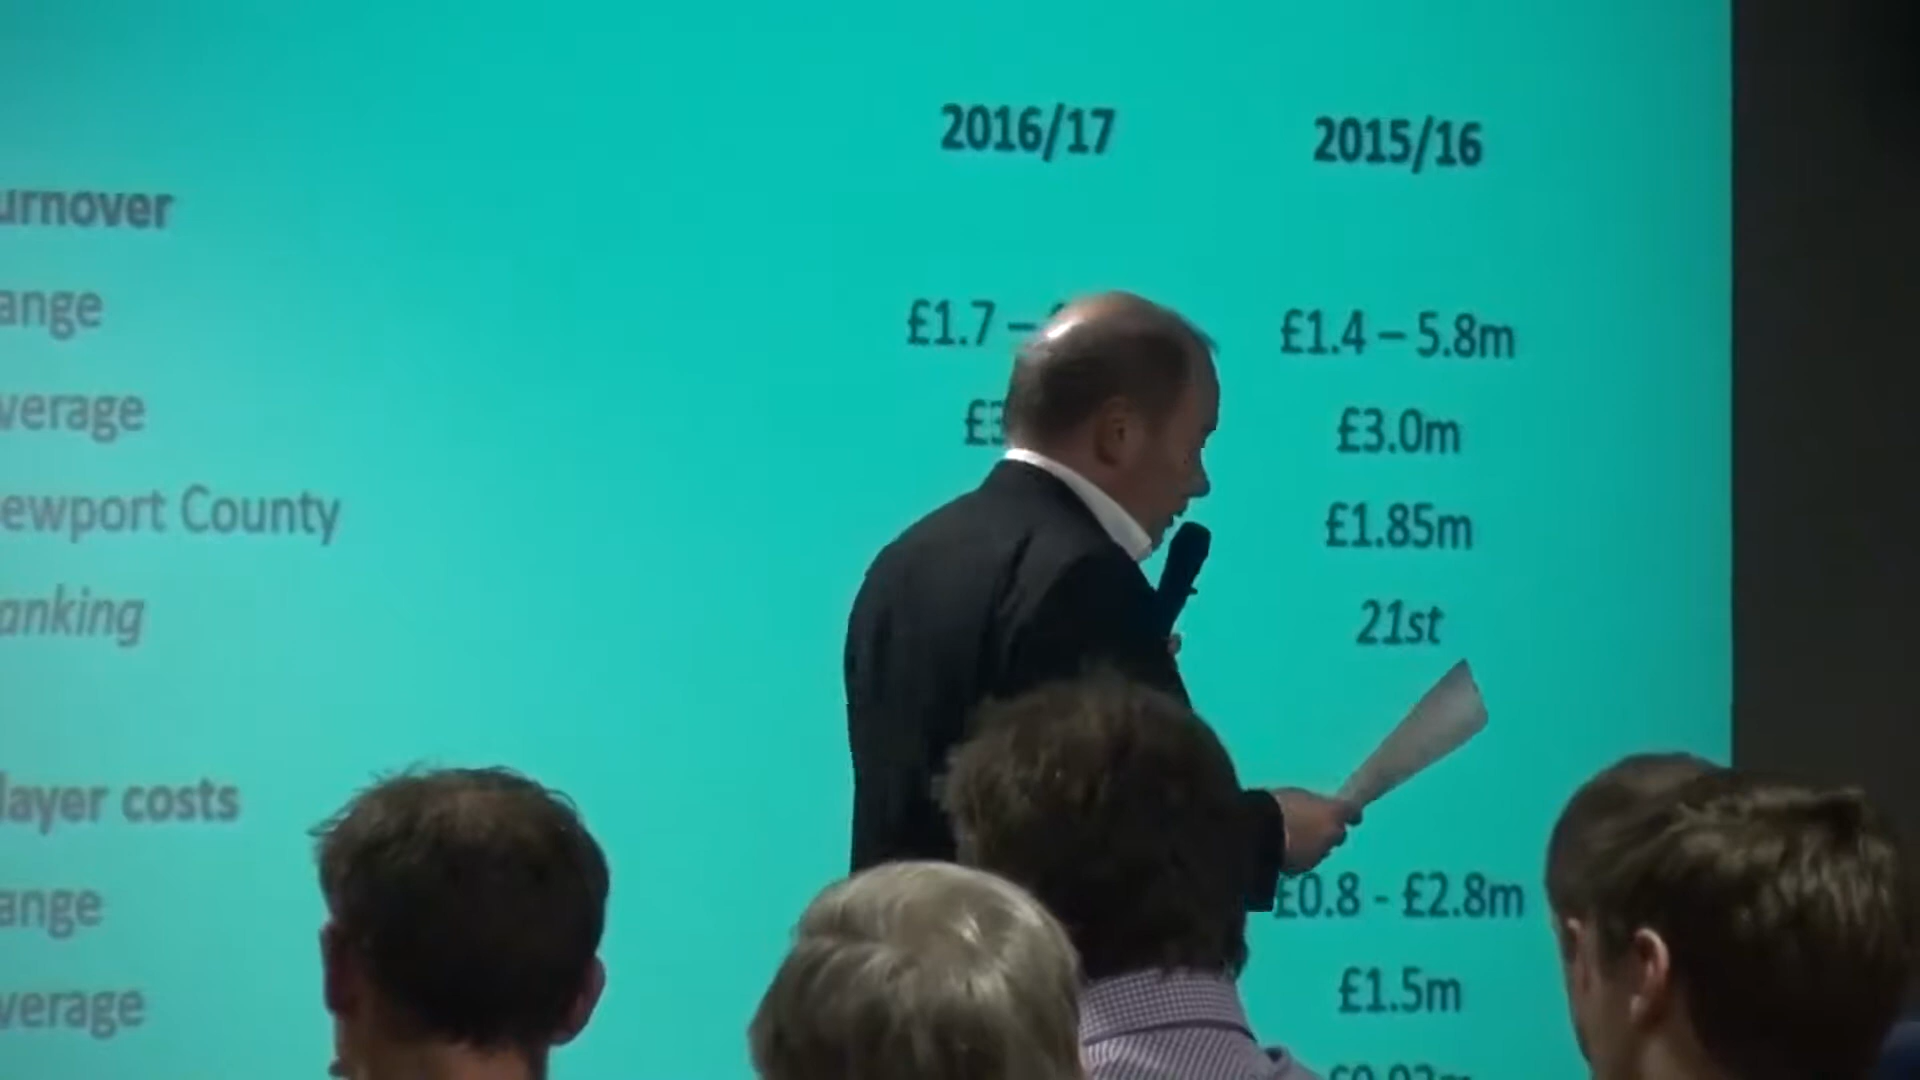 2016/17 2015/16
urnover
ange £1.7 – £1.4 – 5.8m
verage £3 £3.0m
ewport County £1.85m
anking 21st
layer costs
ange £0.8 - £2.8m
verage £1.5m